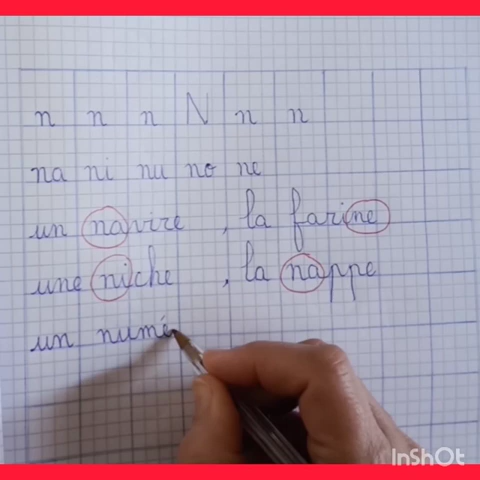 n n n N n n
na ni nu no ne
un navire , la farine
une niche , la nappe
un numé
InShOt